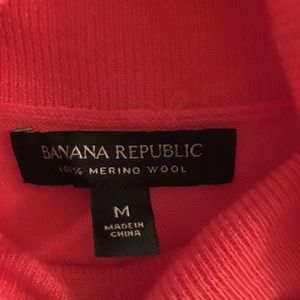 BANANA REPUBLIC
100% MERINO WOOL
M
MADE IN
CHINA